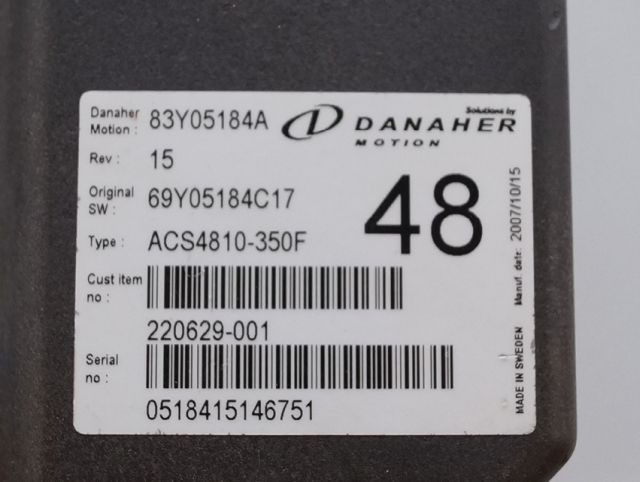 Danaher Motion : 83Y05184A
Solutions by
DANAHER
MOTION
Rev : 15
Original SW : 69Y05184C17
48
Type : ACS4810-350F
Cust item no :
220629-001
Serial no :
0518415146751
MADE IN SWEDEN Manuf. date: 2007/10/15